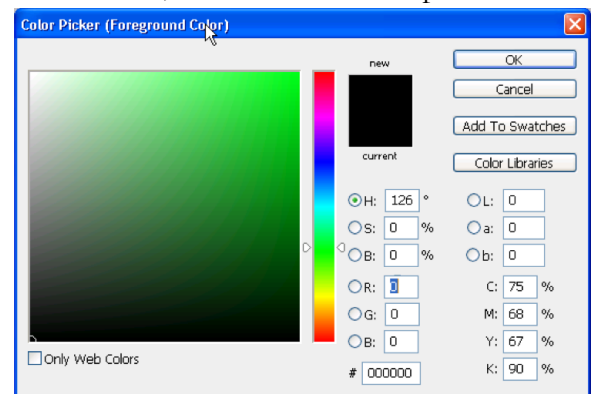 Color Picker (Foreground Color)
new
current
OK
Cancel
Add To Swatches
Color Libraries
H: 126 °
S: 0 %
B: 0 %
R: 0
G: 0
B: 0
# 000000
L: 0
a: 0
b: 0
C: 75 %
M: 68 %
Y: 67 %
K: 90 %
Only Web Colors